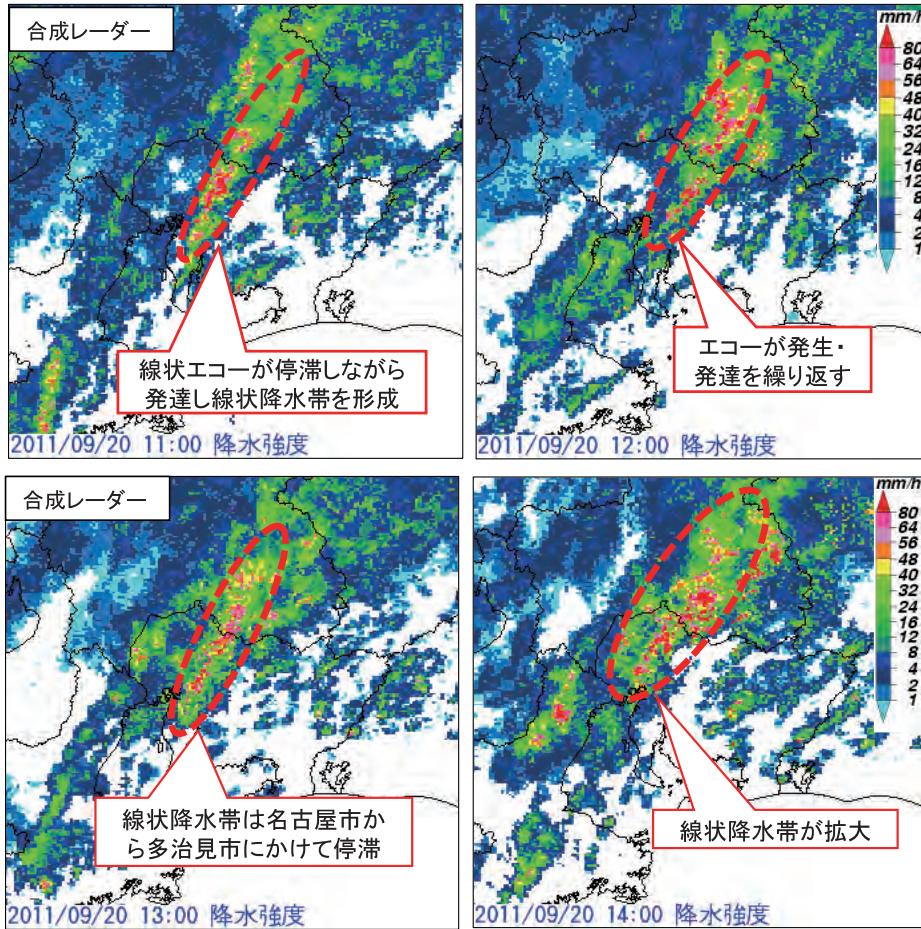 合成レーダー
線状エコーが停滞しながら
発達し線状降水帯を形成
2011/09/20 11:00 降水強度
mm/h
80
64
56
48
40
32
24
16
12
8
4
2
1
エコーが発生・
発達を繰り返す
2011/09/20 12:00 降水強度
合成レーダー
線状降水帯は名古屋市か
ら多治見市にかけて停滞
2011/09/20 13:00 降水強度
mm/h
80
64
56
48
40
32
24
16
12
8
4
2
1
線状降水帯が拡大
2011/09/20 14:00 降水強度